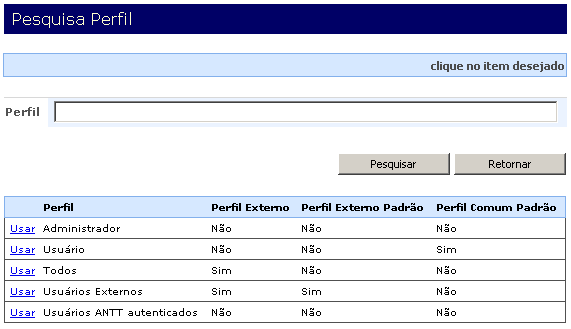 Pesquisa Perfil
clique no item desejado
Perfil
Pesquisar Retornar
Perfil Perfil Externo Perfil Externo Padrão Perfil Comum Padrão
Usar Administrador Não Não Não
Usar Usuário Não Não Sim
Usar Todos Sim Não Não
Usar Usuários Externos Sim Sim Não
Usar Usuários ANTT autenticados Não Não Não